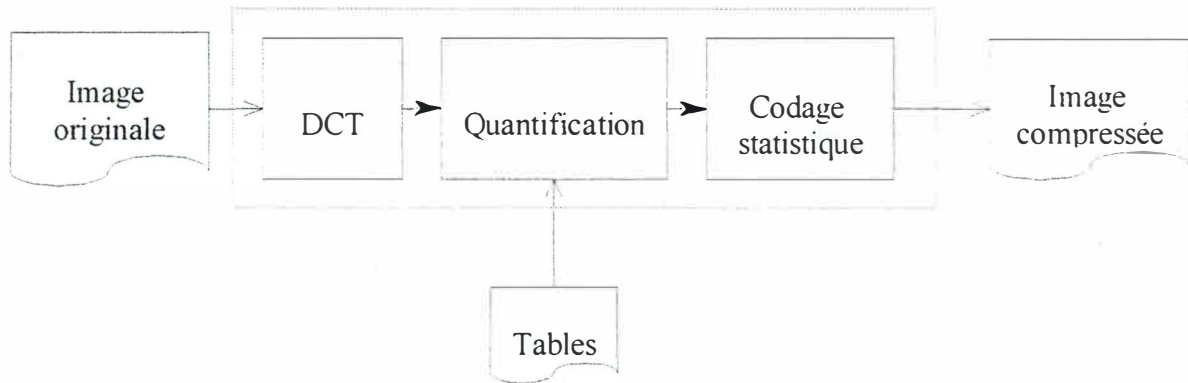 Image
originale
DCT
Quantification
Codage
statistique
Image
compressée
Tables